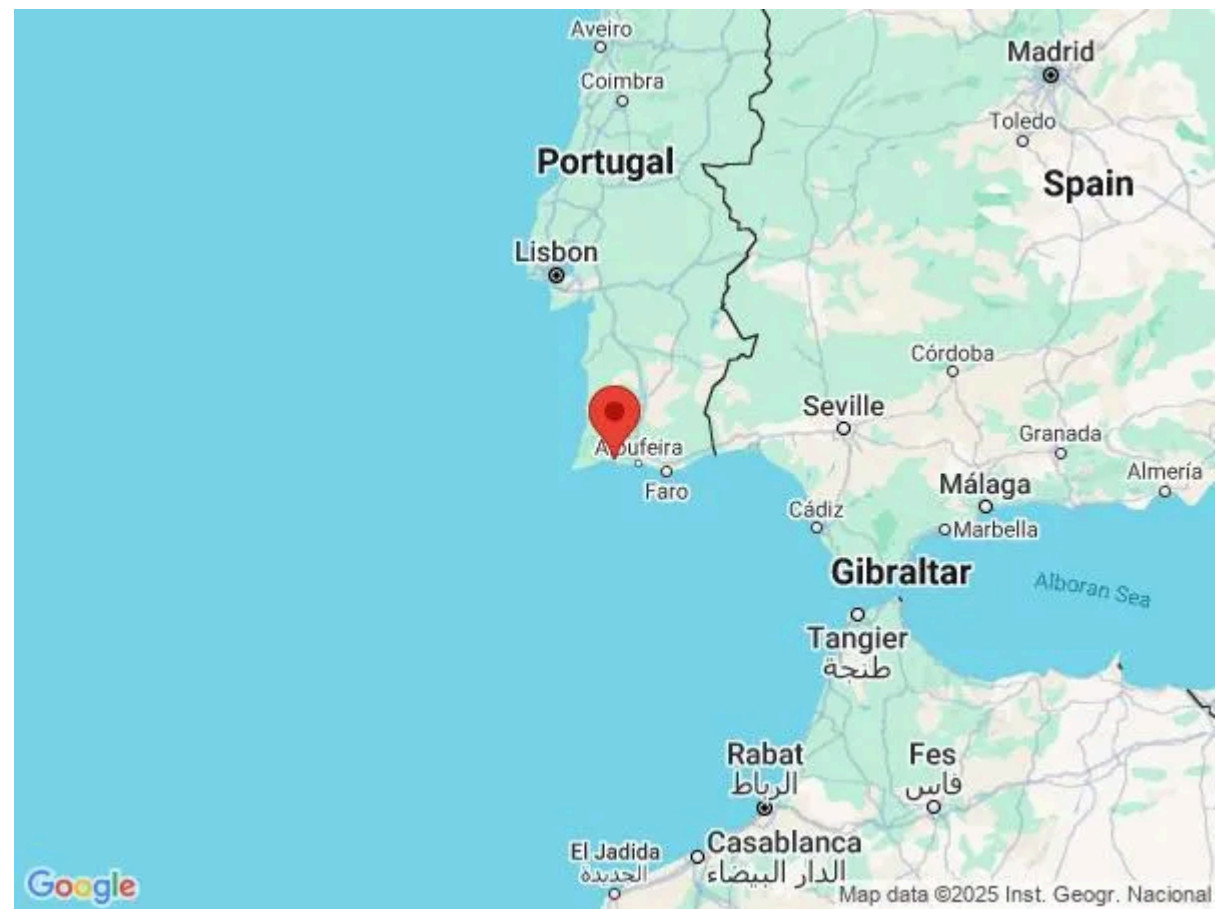 Aveiro
Coimbra
Madrid
Toledo
Portugal
Spain
Lisbon
Córdoba
Seville
Granada
Faro
Málaga
Almería
Cádiz
Marbella
Gibraltar
Alboran Sea
Tangier
طنجة
Rabat
الرباط
Fes
فاس
El Jadida
الجديدة
Casablanca
الدار البيضاء
Google
Map data ©2025 Inst. Geogr. Nacional